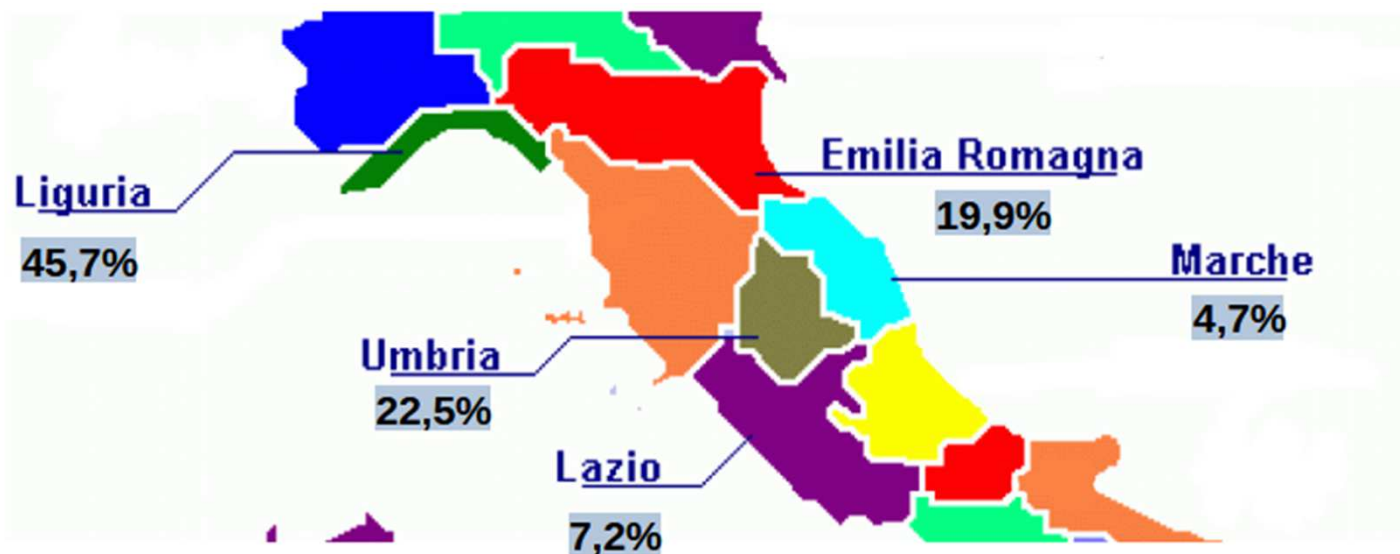 Emilia Romagna
19,9%
Liguria
45,7%
Marche
4,7%
Umbria
22,5%
Lazio
7,2%